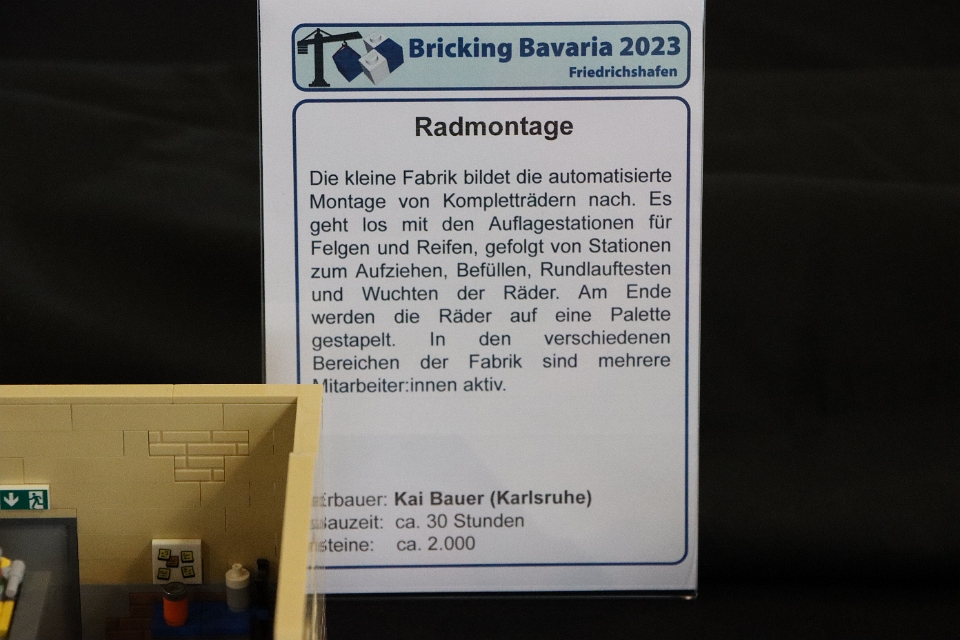 Bricking Bavaria 2023
Friedrichshafen
Radmontage
Die kleine Fabrik bildet die automatisierte
Montage von Kompletträdern nach. Es
geht los mit den Auflagestationen für
Felgen und Reifen, gefolgt von Stationen
zum Aufziehen, Befüllen, Rundlauftesten
und Wuchten der Räder. Am Ende
werden die Räder auf eine Palette
gestapelt. In den verschiedenen
Bereichen der Fabrik sind mehrere
Mitarbeiter:innen aktiv.
Erbauer: Kai Bauer (Karlsruhe)
Bauzeit: ca. 30 Stunden
steine: ca. 2.000